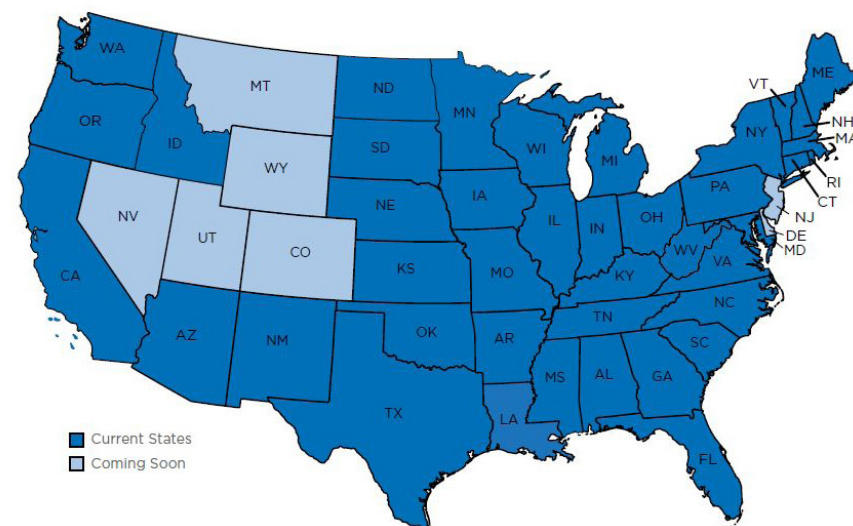 WA
MT
ND
MN
ME
VT
NH
MA
OR
ID
SD
WI
MI
NY
RI
CT
WY
NE
IA
PA
NJ
NV
UT
CO
IL
IN
OH
DE
MD
CA
KS
MO
WV
VA
KY
NC
AZ
NM
OK
AR
TN
SC
TX
LA
MS
AL
GA
FL
Current States
Coming Soon